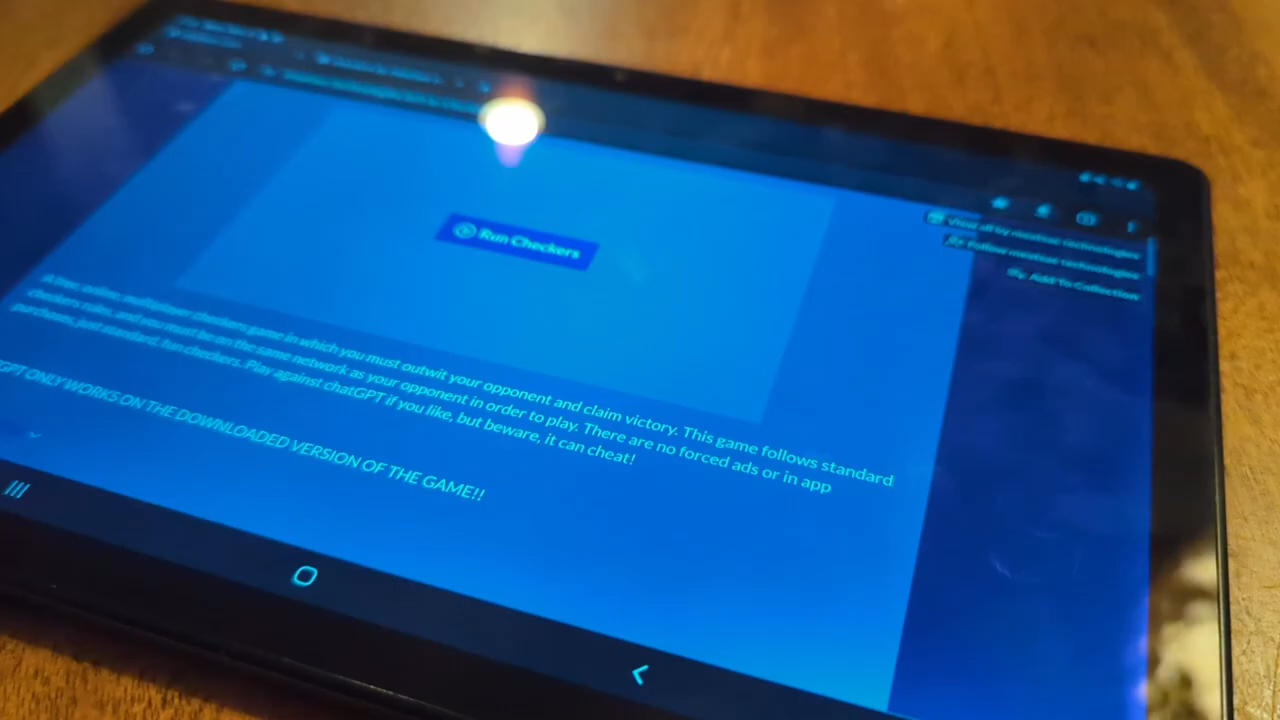 View all by meatsac technologies
Follow meatsac technologies
Add To Collection
Run Checkers
A free, online, multiplayer checkers game in which you must outwit your opponent and claim victory. This game follows standard
checkers rules, and you must be on the same network as your opponent in order to play. There are no forced ads or in app
purchases, just standard, fun checkers. Play against chatGPT if you like, but beware, it can cheat!
GPT ONLY WORKS ON THE DOWNLOADED VERSION OF THE GAME!!